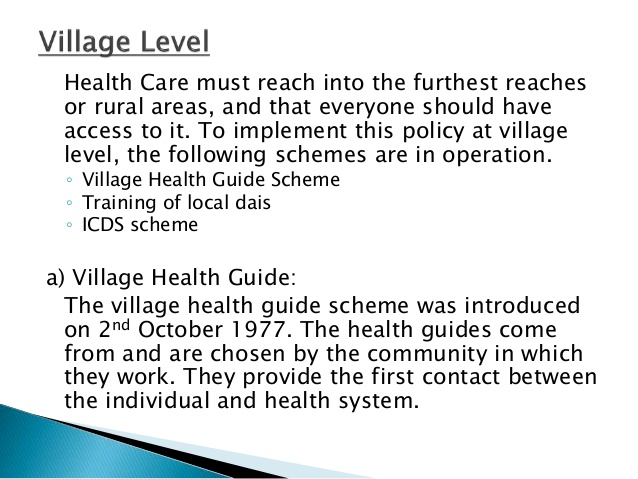 Village Level
Health Care must reach into the furthest reaches
or rural areas, and that everyone should have
access to it. To implement this policy at village
level, the following schemes are in operation.
◦ Village Health Guide Scheme
◦ Training of local dais
◦ ICDS scheme
a) Village Health Guide:
The village health guide scheme was introduced
on 2nd October 1977. The health guides come
from and are chosen by the community in which
they work. They provide the first contact between
the individual and health system.